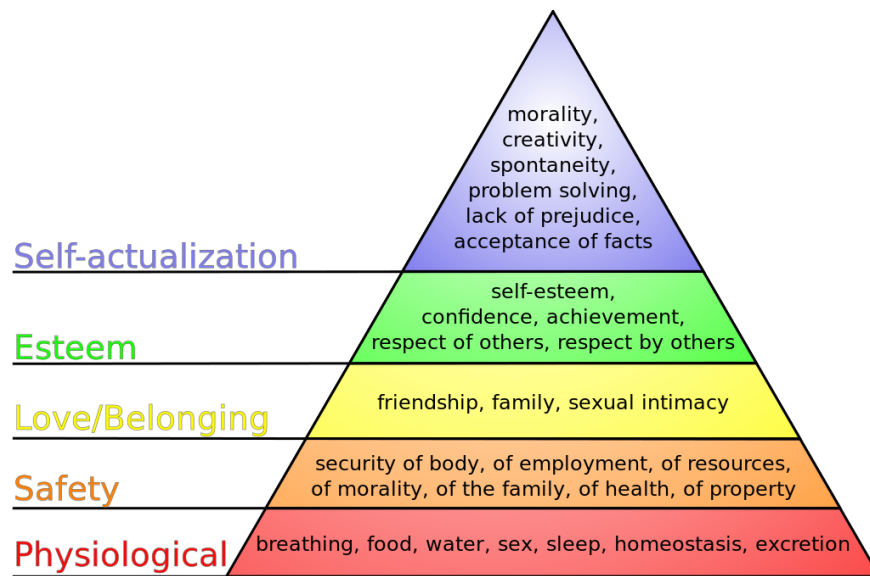 morality,
creativity,
spontaneity,
problem solving,
lack of prejudice,
acceptance of facts
Self-actualization
self-esteem,
confidence, achievement,
respect of others, respect by others
Esteem
friendship, family, sexual intimacy
Love/Belonging
security of body, of employment, of resources,
of morality, of the family, of health, of property
Safety
breathing, food, water, sex, sleep, homeostasis, excretion
Physiological